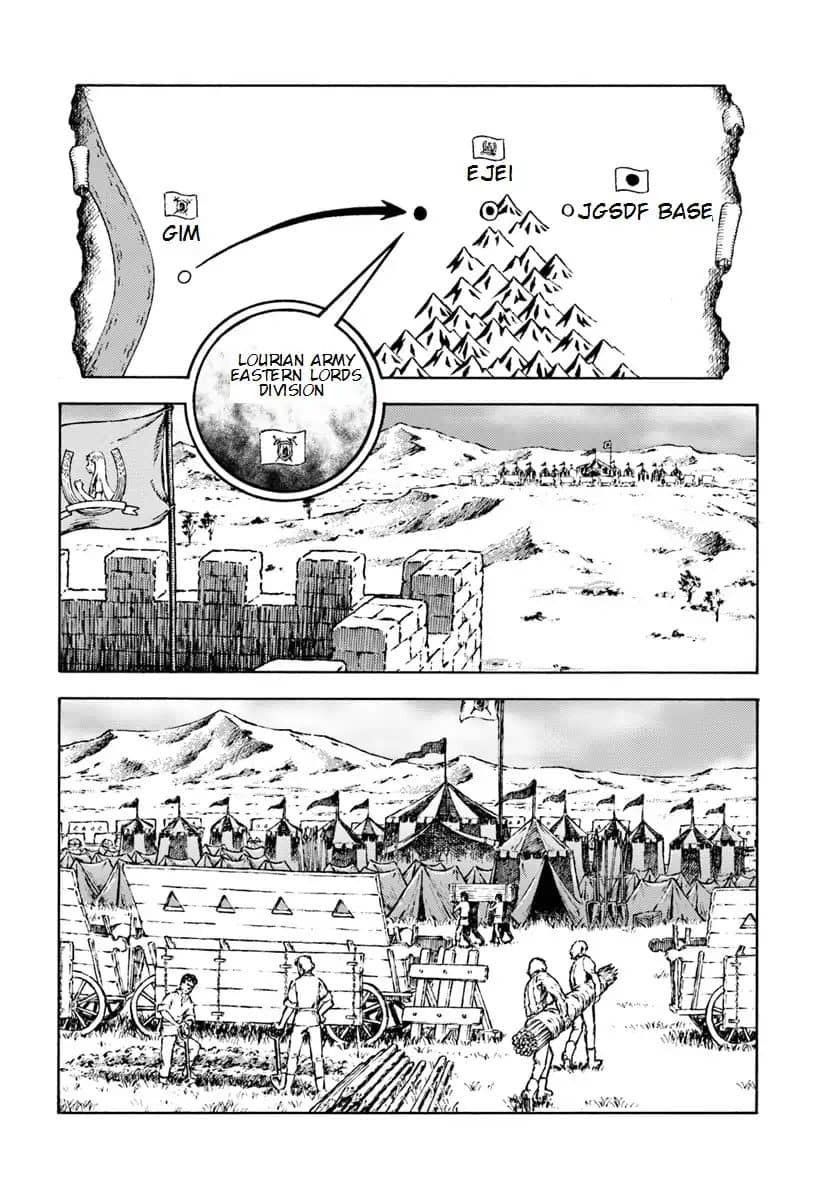 EJEI
JGSDF BASE
GIM
LOURIAN ARMY
EASTERN LORDS
DIVISION